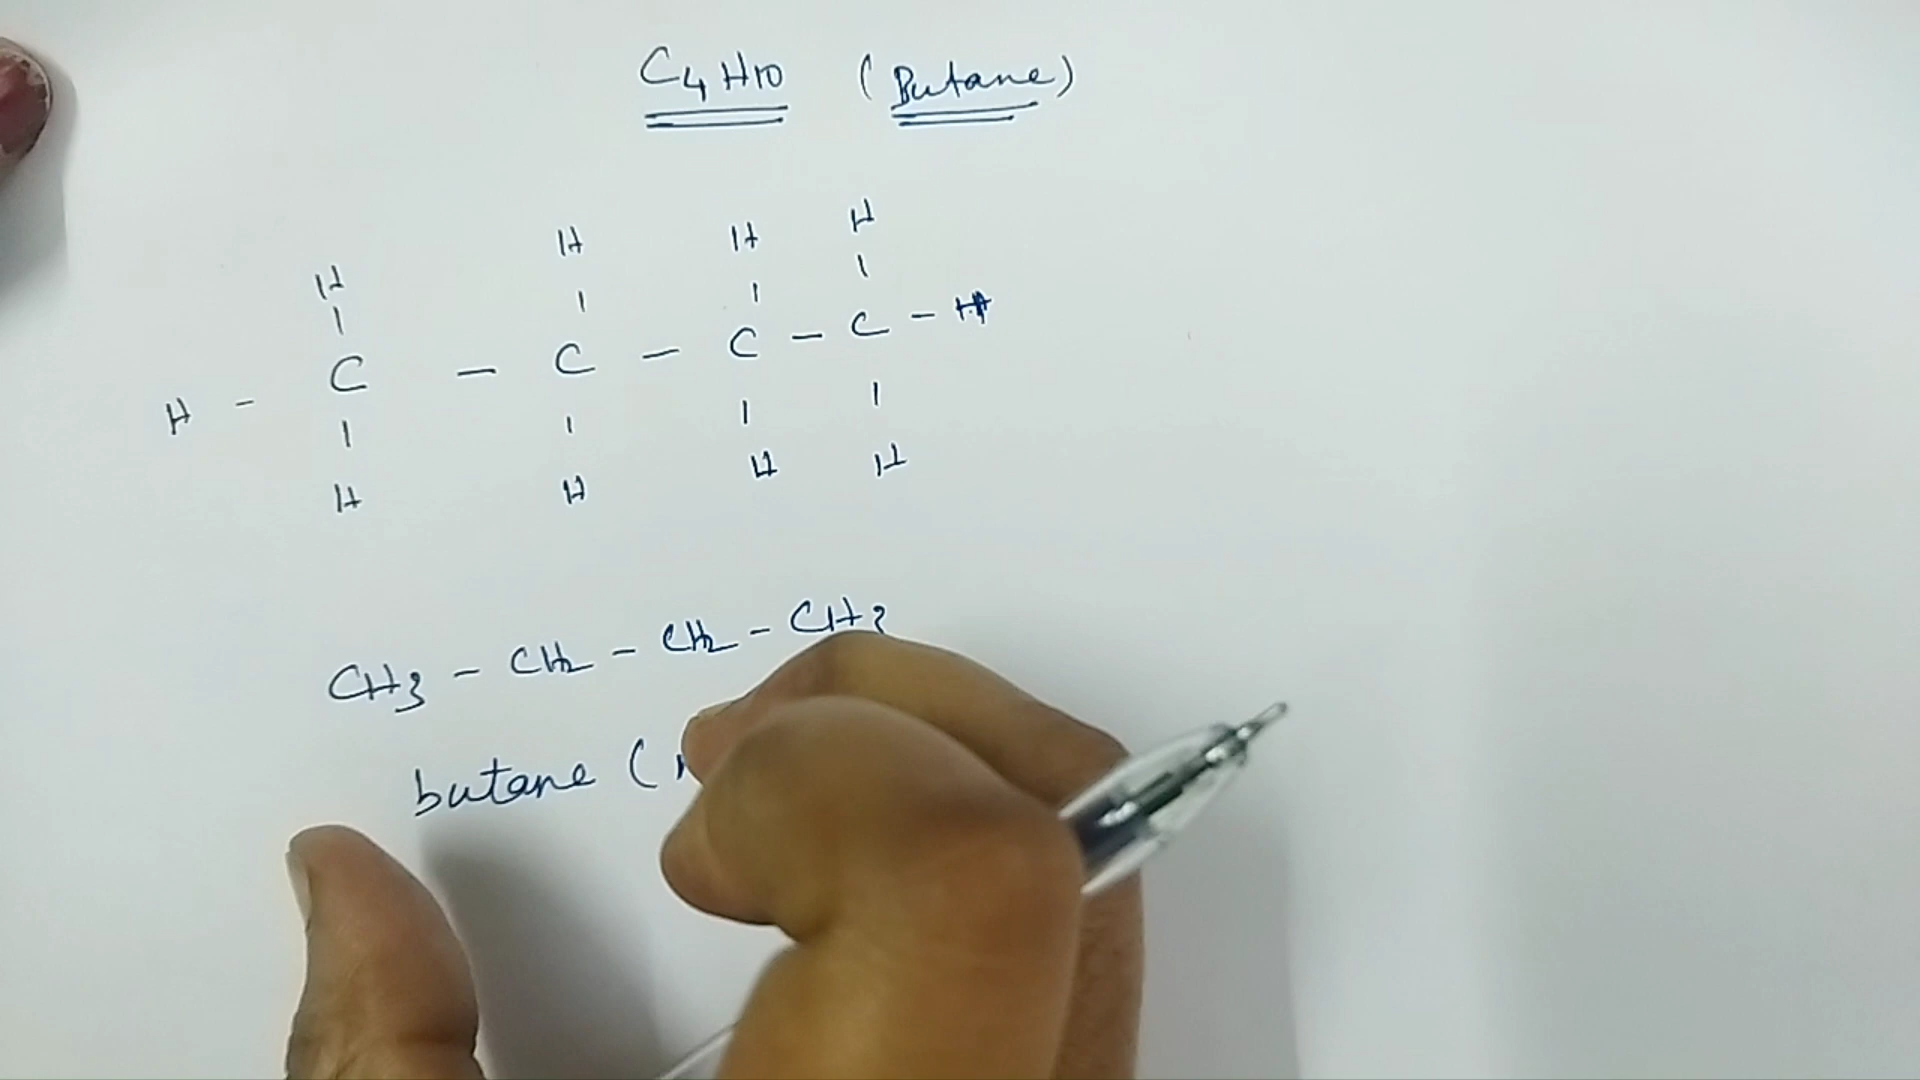 C4H10 (Butane)
H H H H
I I I I
H - C - C - C - C - H
I I I I
H H H H
CH3 - CH2 - CH2 - CH3
butane (